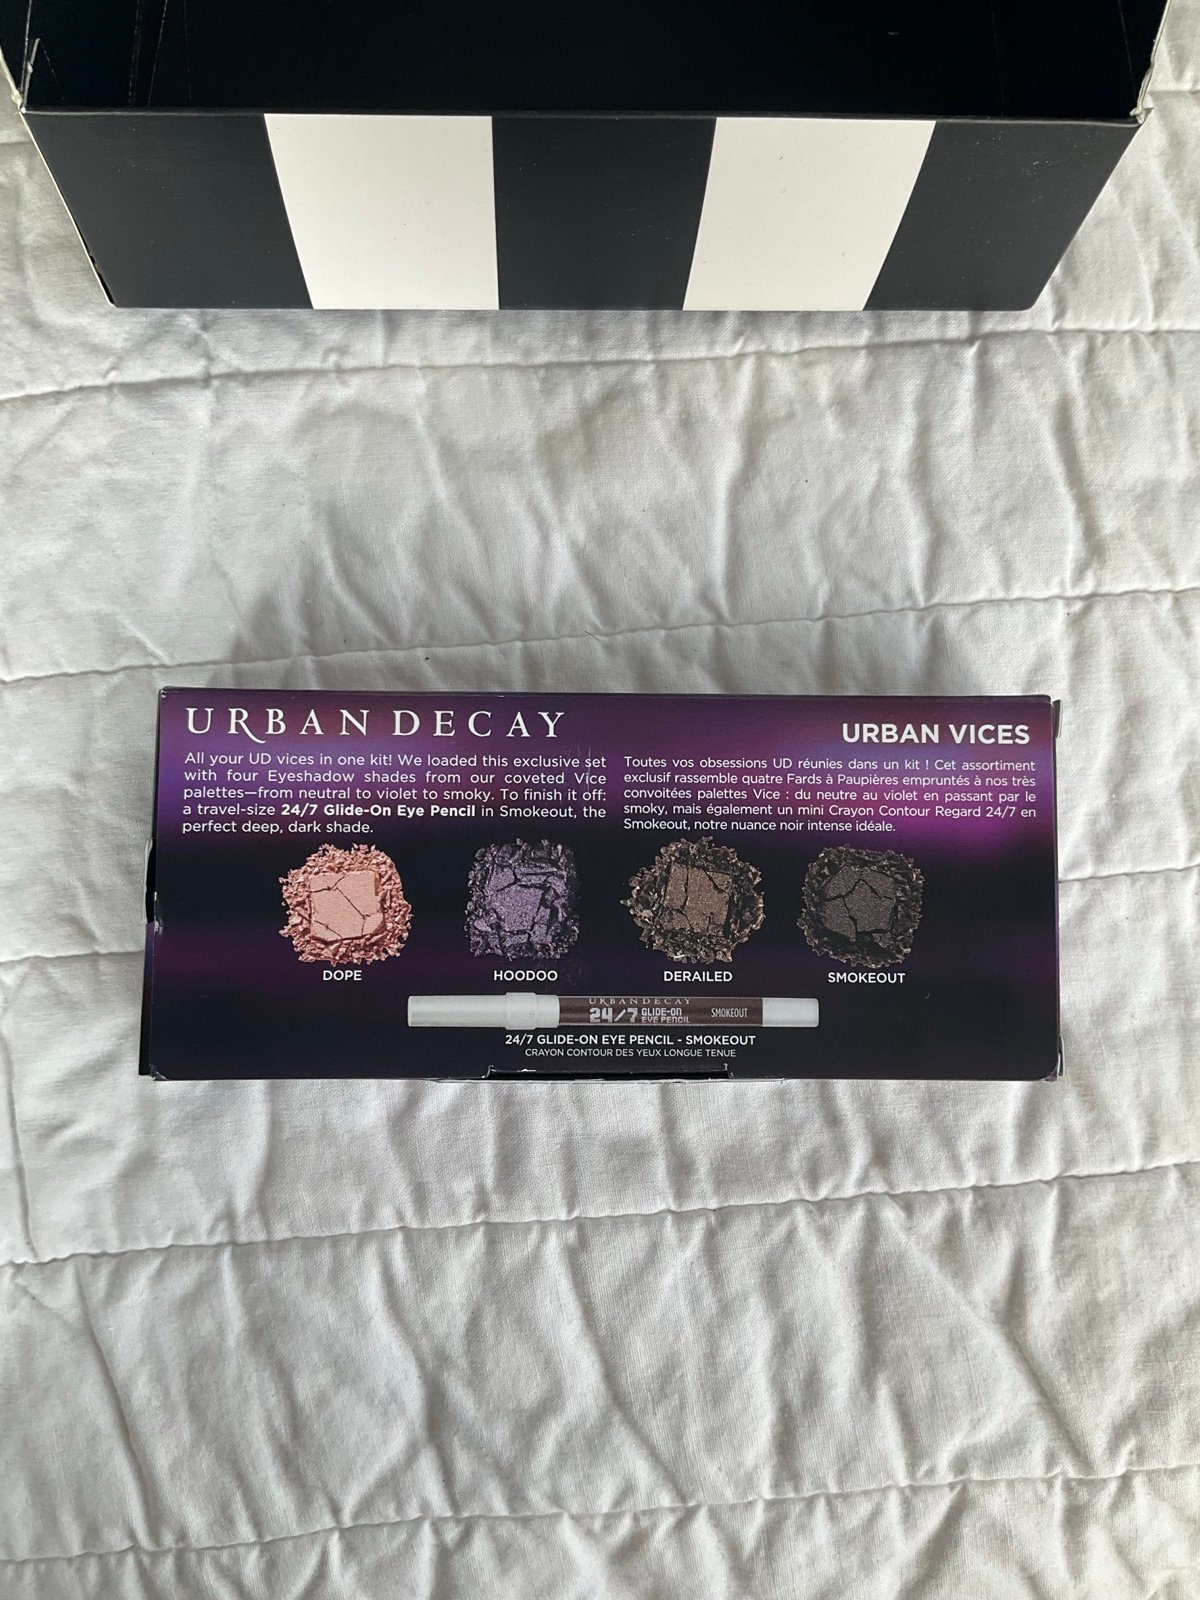 URBAN DECAY
URBAN VICES
All your UD vices in one kit! We loaded this exclusive set
with four Eyeshadow shades from our coveted Vice
palettes—from neutral to violet to smoky. To finish it off:
a travel-size 24/7 Glide-On Eye Pencil in Smokeout, the
perfect deep, dark shade.
Toutes vos obsessions UD réunies dans un kit ! Cet assortiment
exclusif rassemble quatre Fards à Paupières empruntés à nos très
convoitées palettes Vice : du neutre au violet en passant par le
smoky, mais également un mini Crayon Contour Regard 24/7 en
Smokeout, notre nuance noir intense idéale.
DOPE
HOODOO
DERAILED
SMOKEOUT
URBAN DECAY
24/7 GLIDE-ON
EYE PENCIL
SMOKEOUT
24/7 GLIDE-ON EYE PENCIL - SMOKEOUT
CRAYON CONTOUR DES YEUX LONGUE TENUE